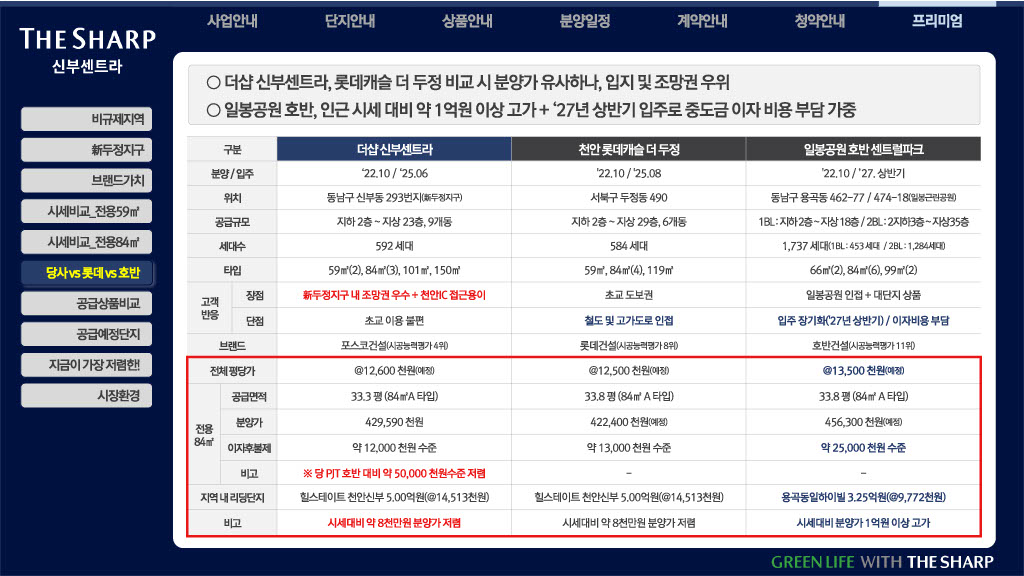 사업안내 단지안내 상품안내 분양일정 계약안내 청약안내 프리미엄
THE SHARP
신부센트라
비규제지역
新두정지구
브랜드가치
시세비교_전용59㎡
시세비교_전용84㎡
당사 vs 롯데 vs 호반
공급상품비교
공급예정단지
지금이 가장 저렴한!
시장환경
○ 더샵 신부센트라, 롯데캐슬 더 두정 비교 시 분양가 유사하나, 입지 및 조망권 우위
○ 일봉공원 호반, 인근 시세 대비 약 1억원 이상 고가 + ‘27년 상반기 입주로 중도금 이자 비용 부담 가중
구분 더샵 신부센트라 천안 롯데캐슬 더 두정 일봉공원 호반 센트럴파크
분양 / 입주 ‘22.10 / ‘25.06 ’22.10 / ‘25.08 ’22.10 / ‘27. 상반기
위치 동남구 신부동 293번지(新두정지구) 서북구 두정동 490 동남구 용곡동 462-77 / 474-18(일봉근린공원)
공급규모 지하 2층 ~ 지상 23층, 9개동 지하 2층 ~ 지상 29층, 6개동 1BL : 지하 2층 ~ 지상 18층 / 2BL : 2지하3층 ~ 지상35층
세대수 592 세대 584 세대 1,737 세대(1BL : 453 세대 / 2BL : 1,284세대)
타입 59㎡(2), 84㎡(3), 101㎡, 150㎡ 59㎡, 84㎡(4), 119㎡ 66㎡(2), 84㎡(6), 99㎡(2)
고객 반응 장점 新두정지구 내 조망권 우수 + 천안IC 접근용이 초교 도보권 일봉공원 인접 + 대단지 상품
단점 초교 이용 불편 철도 및 고가도로 인접 입주 장기화(‘27년 상반기) / 이자비용 부담
브랜드 포스코건설(시공능력평가 4위) 롯데건설(시공능력평가 8위) 호반건설(시공능력평가 11위)
전체 평당가 @12,600 천원(예정) @12,500 천원(예정) @13,500 천원(예정)
전용 84㎡ 공급면적 33.3 평 (84㎡A 타입) 33.8 평 (84㎡ A 타입) 33.8 평 (84㎡ A 타입)
분양가 429,590 천원 422,400 천원(예정) 456,300 천원(예정)
이자후불제 약 12,000 천원 수준 약 13,000 천원 수준 약 25,000 천원 수준
비고 ※ 당 PJT 호반 대비 약 50,000 천원수준 저렴 – –
지역 내 리딩단지 힐스테이트 천안신부 5.00억원(@14,513천원) 힐스테이트 천안신부 5.00억원(@14,513천원) 용곡동일하이빌 3.25억원(@9,772천원)
비고 시세대비 약 8천만원 분양가 저렴 시세대비 약 8천만원 분양가 저렴 시세대비 분양가 1억원 이상 고가
GREEN LIFE WITH THE SHARP